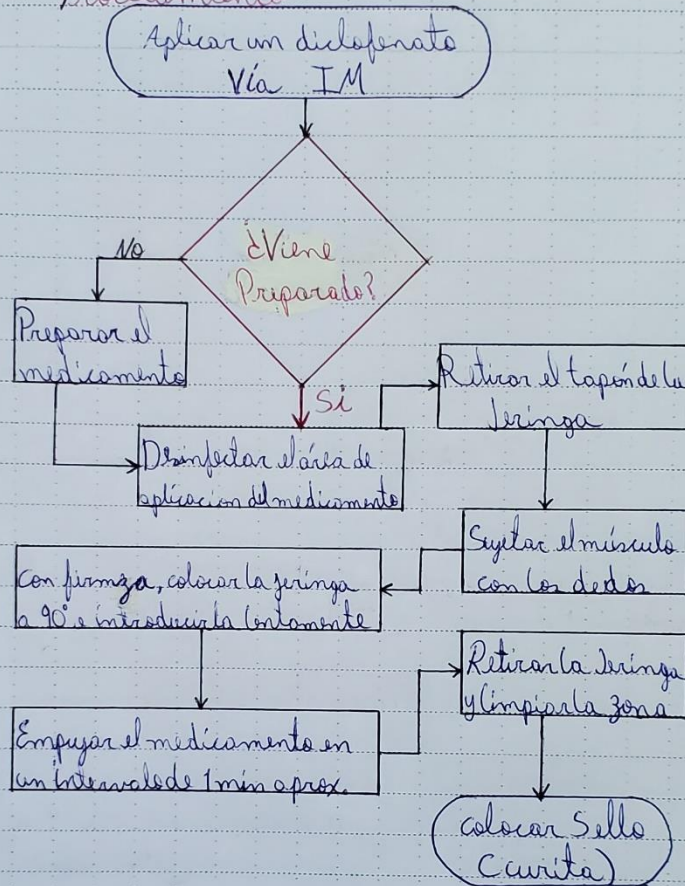 Aplicar un diclofenato
Vía IM
¿Viene
Preparado?
No
Preparar el
medicamento
Si
Desinfectar el área de
aplicacion del medicamento
Retirar el tapón de la
Jeringa
Sujetar el músculo
con los dedos
Con firmeza, colocar la jeringa
a 90° e introducirla lentamente
Empujar el medicamento en
un intervalo de 1 min aprox.
Retirar la Jeringa
y limpiar la zona
Colocar Sello
(curita)